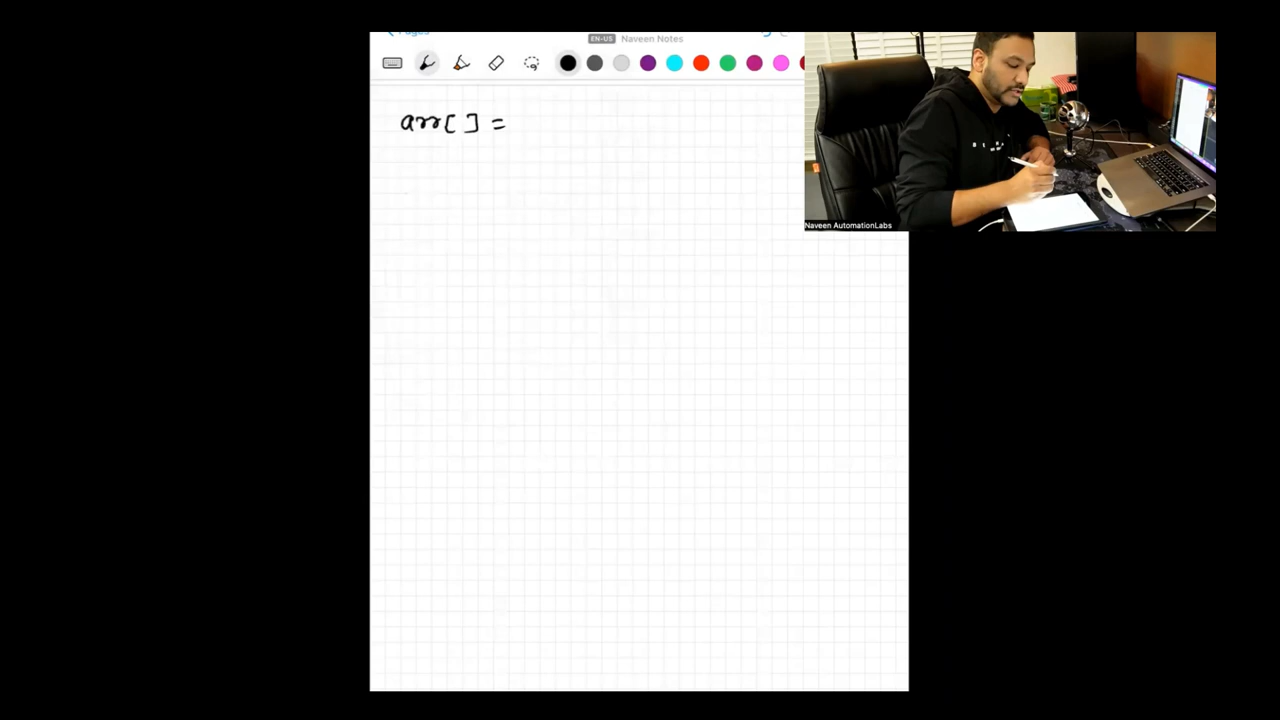 EN-US Naveen Notes
arr[ ] =
Naveen AutomationLabs